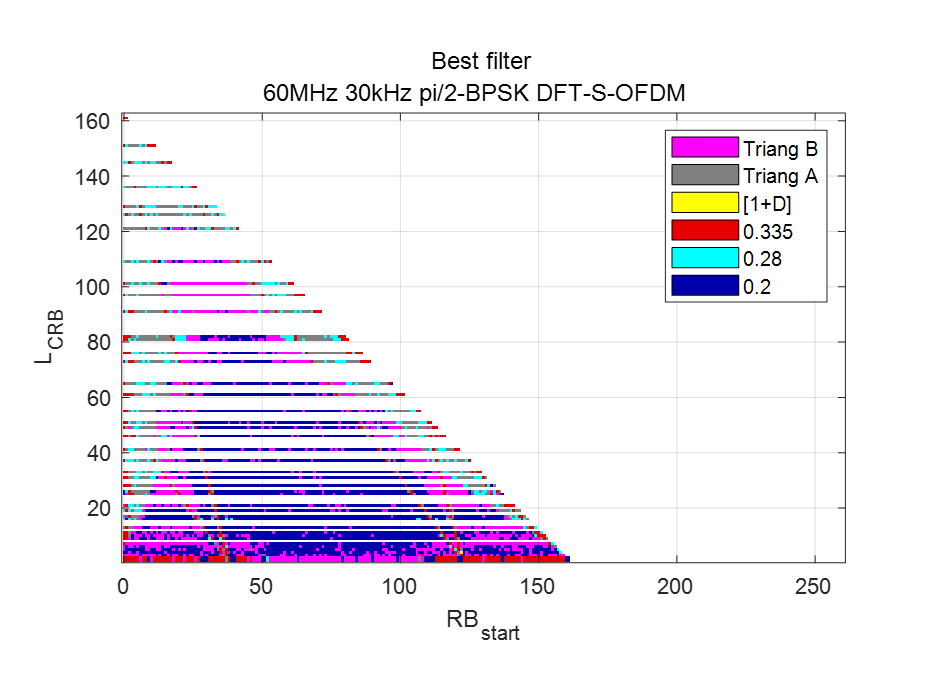 Best filter
60MHz 30kHz pi/2-BPSK DFT-S-OFDM
160
140
120
100
80
60
40
20
L_CRB
0
50
100
150
200
250
RB_start
Triang B
Triang A
[1+D]
0.335
0.28
0.2